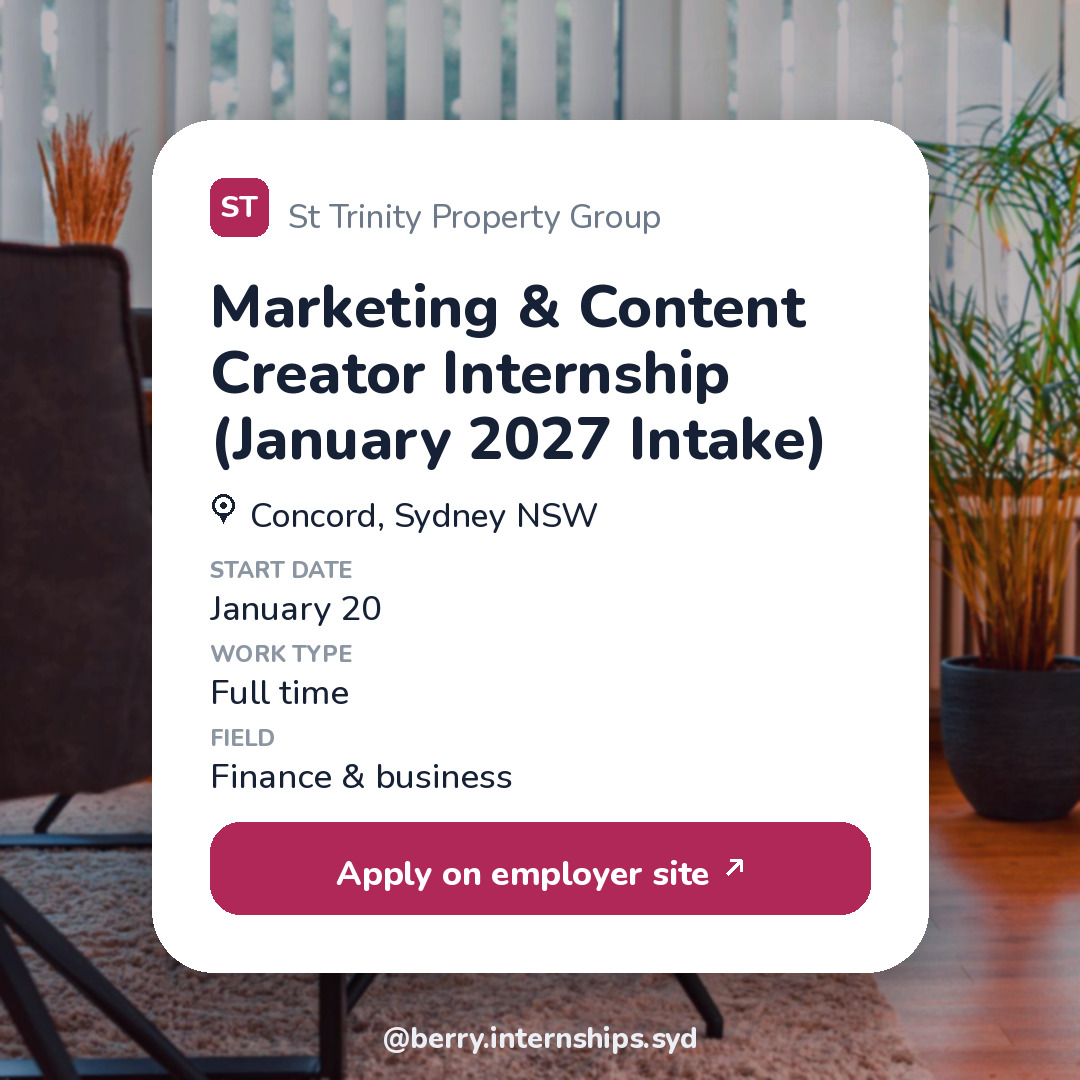 ST
St Trinity Property Group
Marketing & Content
Creator Internship
(January 2027 Intake)
Concord, Sydney NSW
START DATE
January 20
WORK TYPE
Full time
FIELD
Finance & business
Apply on employer site ↗
@berry.internships.syd